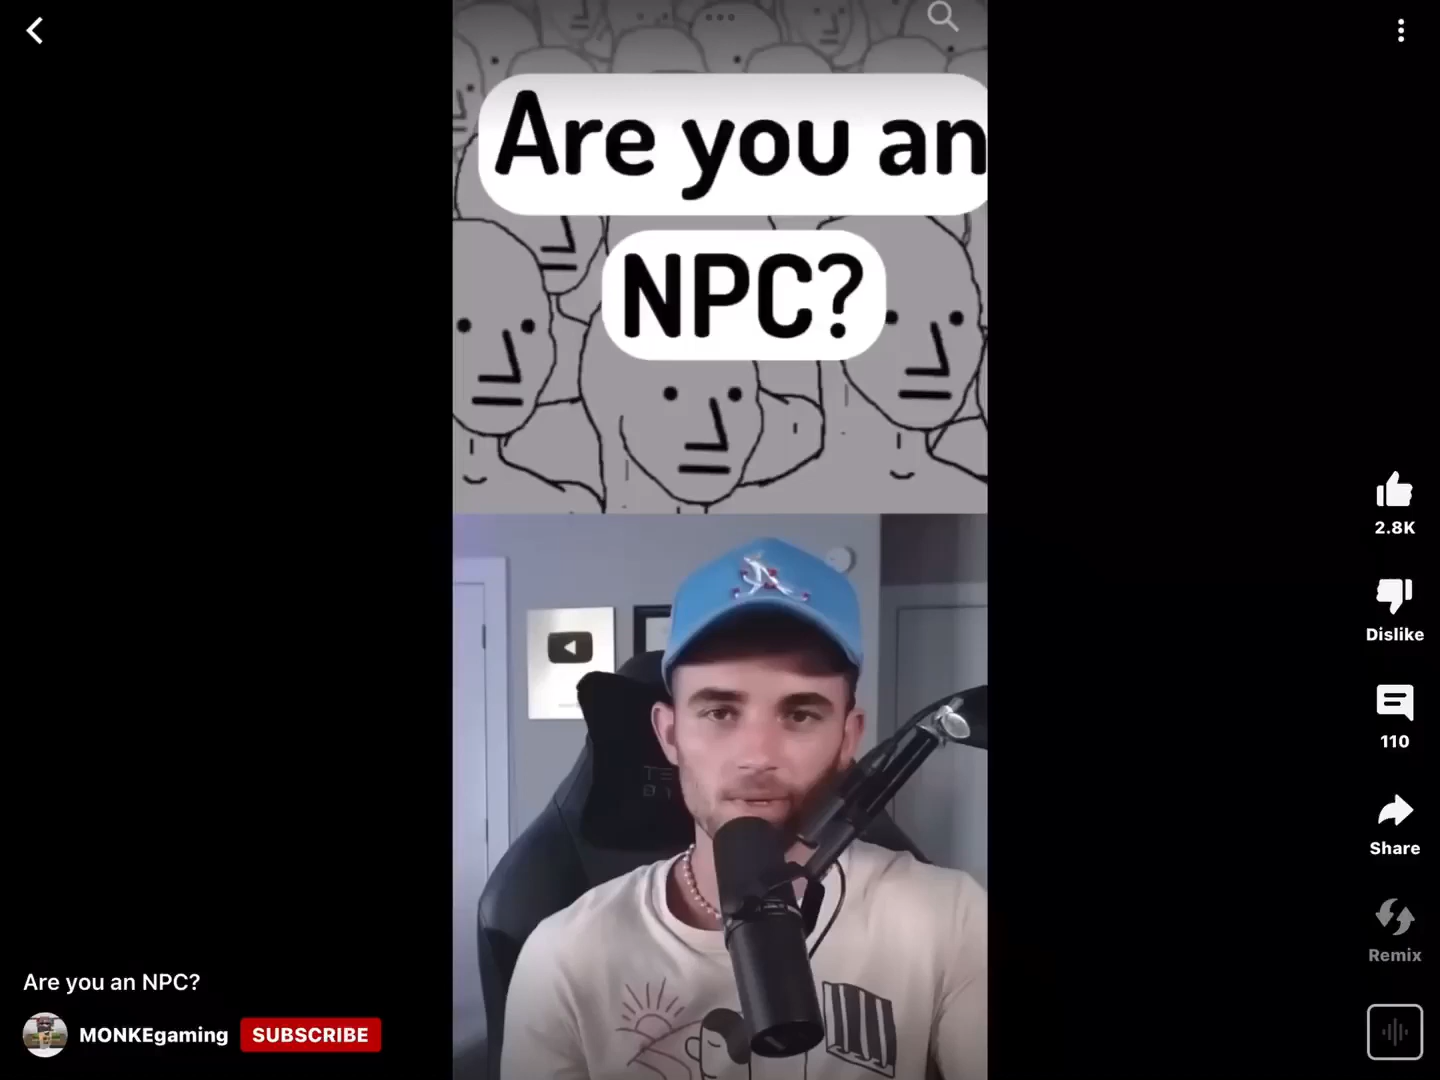 Are you an
NPC?
2.8K
Dislike
110
Share
Remix
Are you an NPC?
MONKEgaming
SUBSCRIBE